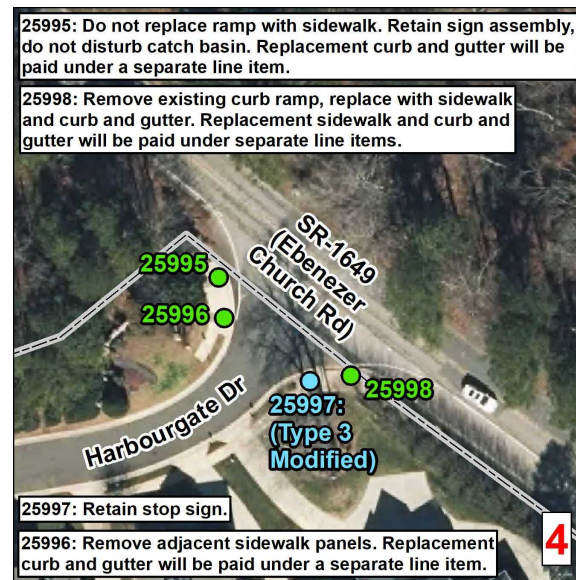 25995: Do not replace ramp with sidewalk. Retain sign assembly,
do not disturb catch basin. Replacement curb and gutter will be
paid under a separate line item.
25998: Remove existing curb ramp, replace with sidewalk
and curb and gutter. Replacement sidewalk and curb and
gutter will be paid under separate line items.
SR-1649
(Ebenezer
Church Rd)
25995
25996
25998
25997:
(Type 3
Modified)
Harbourgate Dr
25997: Retain stop sign.
25996: Remove adjacent sidewalk panels. Replacement
curb and gutter will be paid under a separate line item.
4